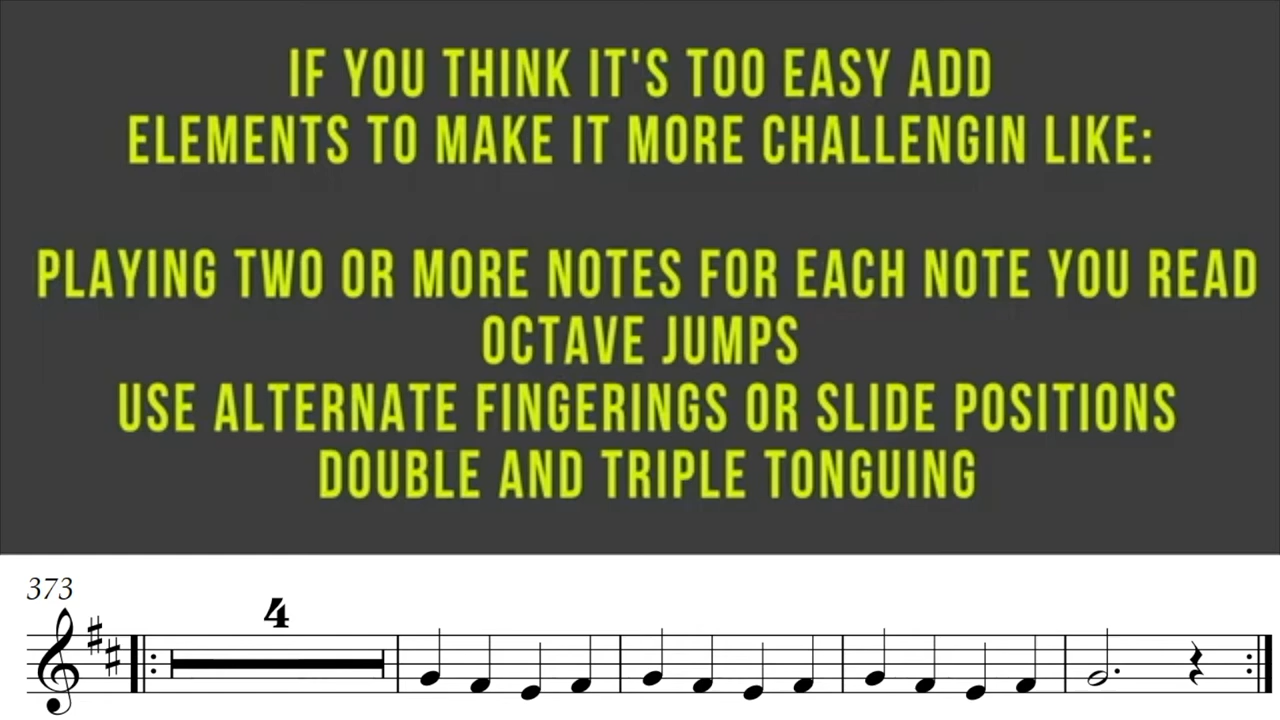 IF YOU THINK IT'S TOO EASY ADD
ELEMENTS TO MAKE IT MORE CHALLENGIN LIKE:
PLAYING TWO OR MORE NOTES FOR EACH NOTE YOU READ
OCTAVE JUMPS
USE ALTERNATE FINGERINGS OR SLIDE POSITIONS
DOUBLE AND TRIPLE TONGUING
373
4